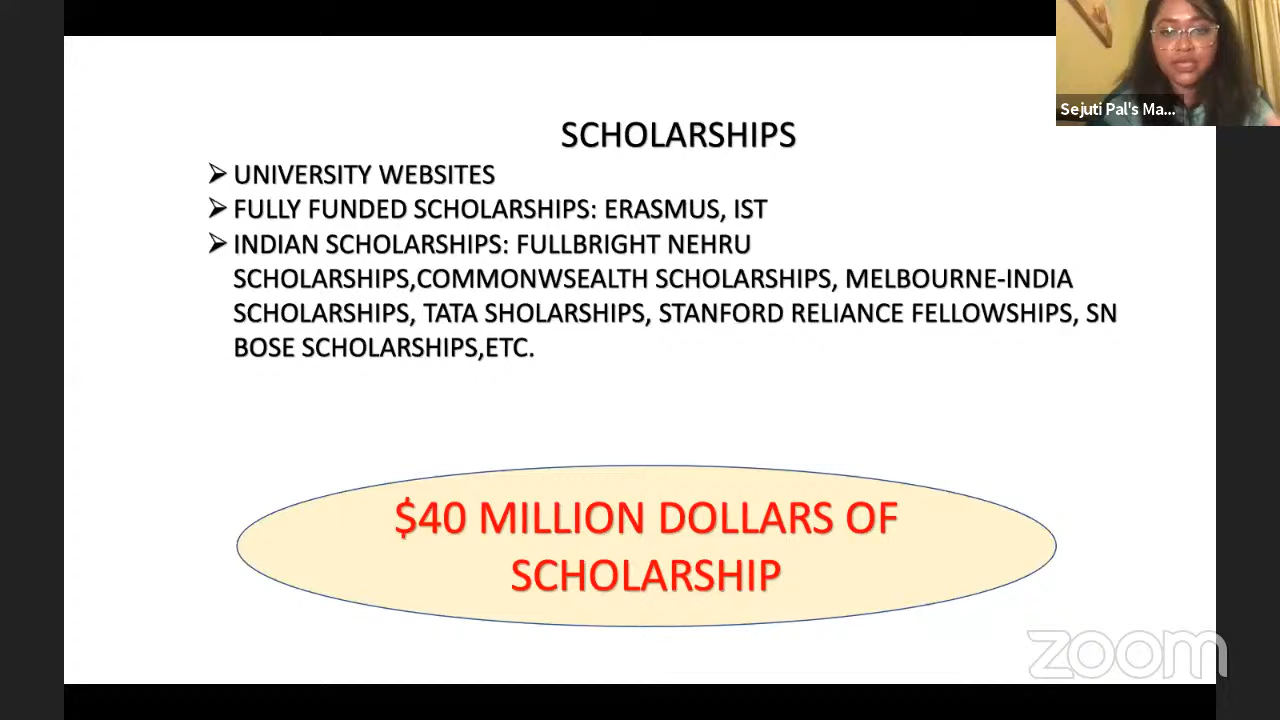 Sejuti Pal's Ma...
SCHOLARSHIPS
UNIVERSITY WEBSITES
FULLY FUNDED SCHOLARSHIPS: ERASMUS, IST
INDIAN SCHOLARSHIPS: FULLBRIGHT NEHRU
SCHOLARSHIPS,COMMONWSEALTH SCHOLARSHIPS, MELBOURNE-INDIA
SCHOLARSHIPS, TATA SHOLARSHIPS, STANFORD RELIANCE FELLOWSHIPS, SN
BOSE SCHOLARSHIPS,ETC.
$40 MILLION DOLLARS OF
SCHOLARSHIP
zoom